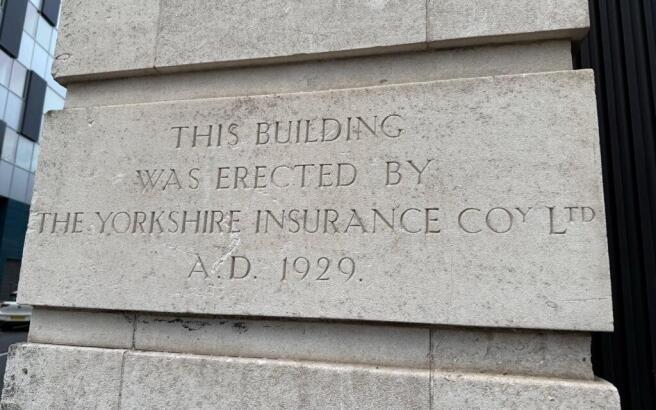 THIS BUILDING
WAS ERECTED BY
THE YORKSHIRE INSURANCE COY LTD
A.D. 1929.